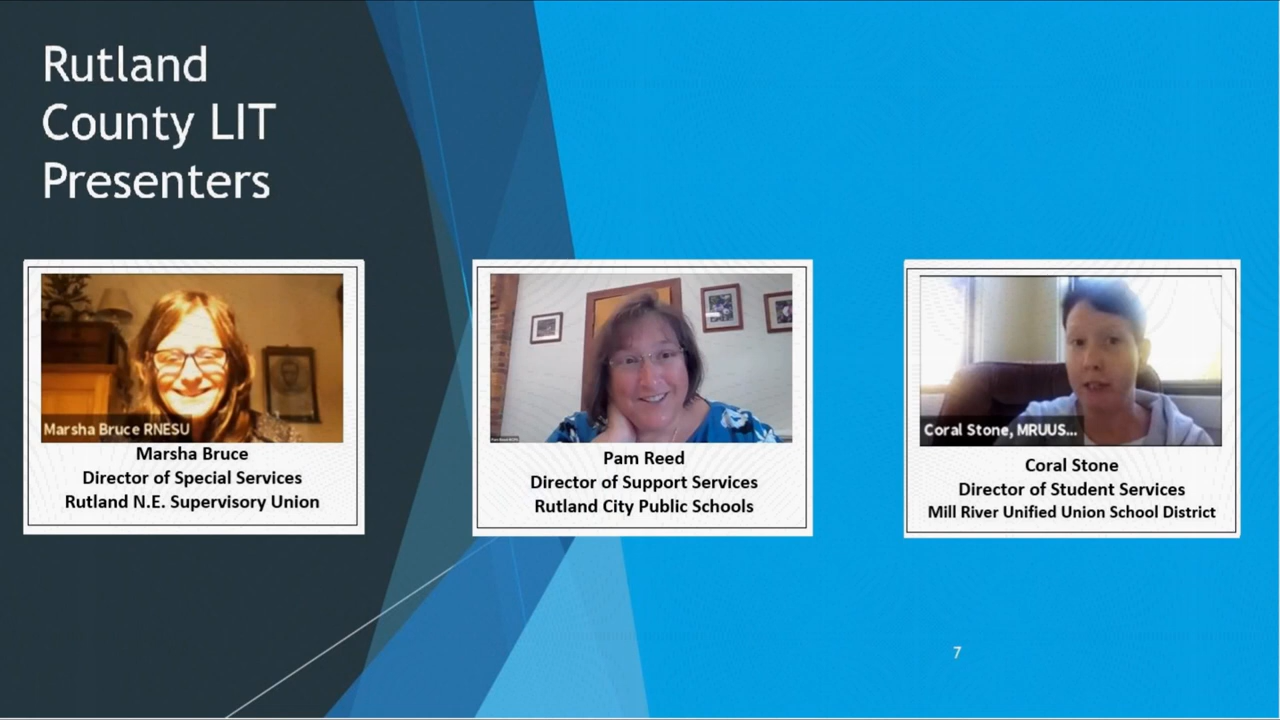 Rutland
County LIT
Presenters
Marsha Bruce RNESU
Marsha Bruce
Director of Special Services
Rutland N.E. Supervisory Union
Pam Reed
Director of Support Services
Rutland City Public Schools
Coral Stone, MRUUS...
Coral Stone
Director of Student Services
Mill River Unified Union School District
7